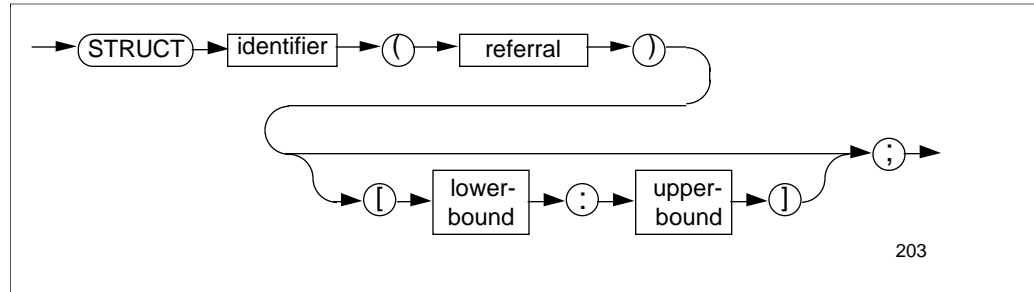 STRUCT identifier ( referral )
[ lower-bound : upper-bound ] ;
203